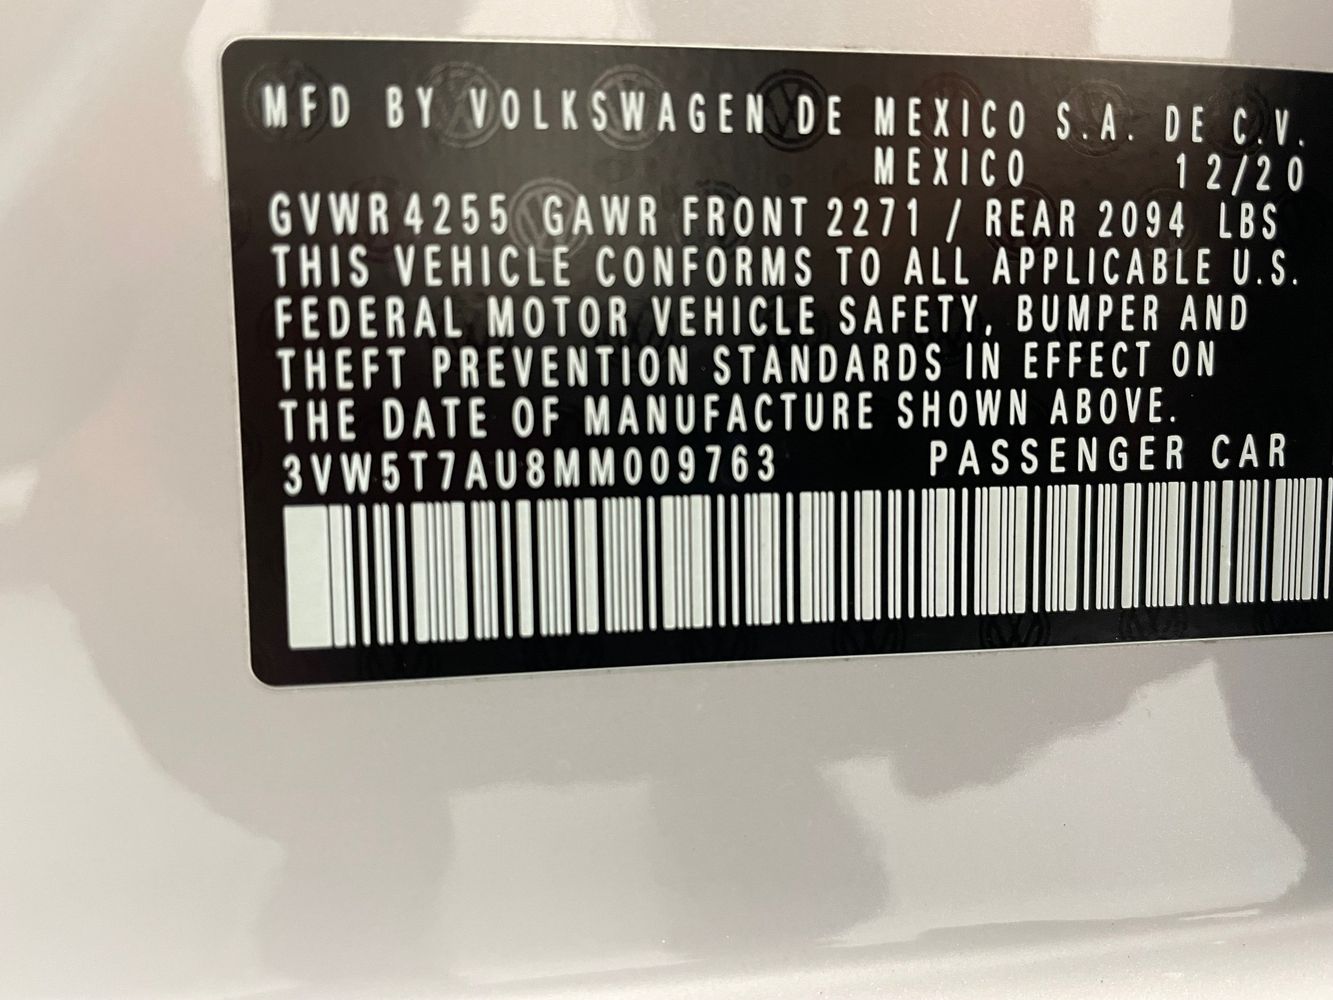 MFD BY VOLKSWAGEN DE MEXICO S.A. DE C.V.
MEXICO 12/20
GVWR 4255 GAWR FRONT 2271 / REAR 2094 LBS
THIS VEHICLE CONFORMS TO ALL APPLICABLE U.S.
FEDERAL MOTOR VEHICLE SAFETY, BUMPER AND
THEFT PREVENTION STANDARDS IN EFFECT ON
THE DATE OF MANUFACTURE SHOWN ABOVE.
3VW5T7AU8MM009763 PASSENGER CAR